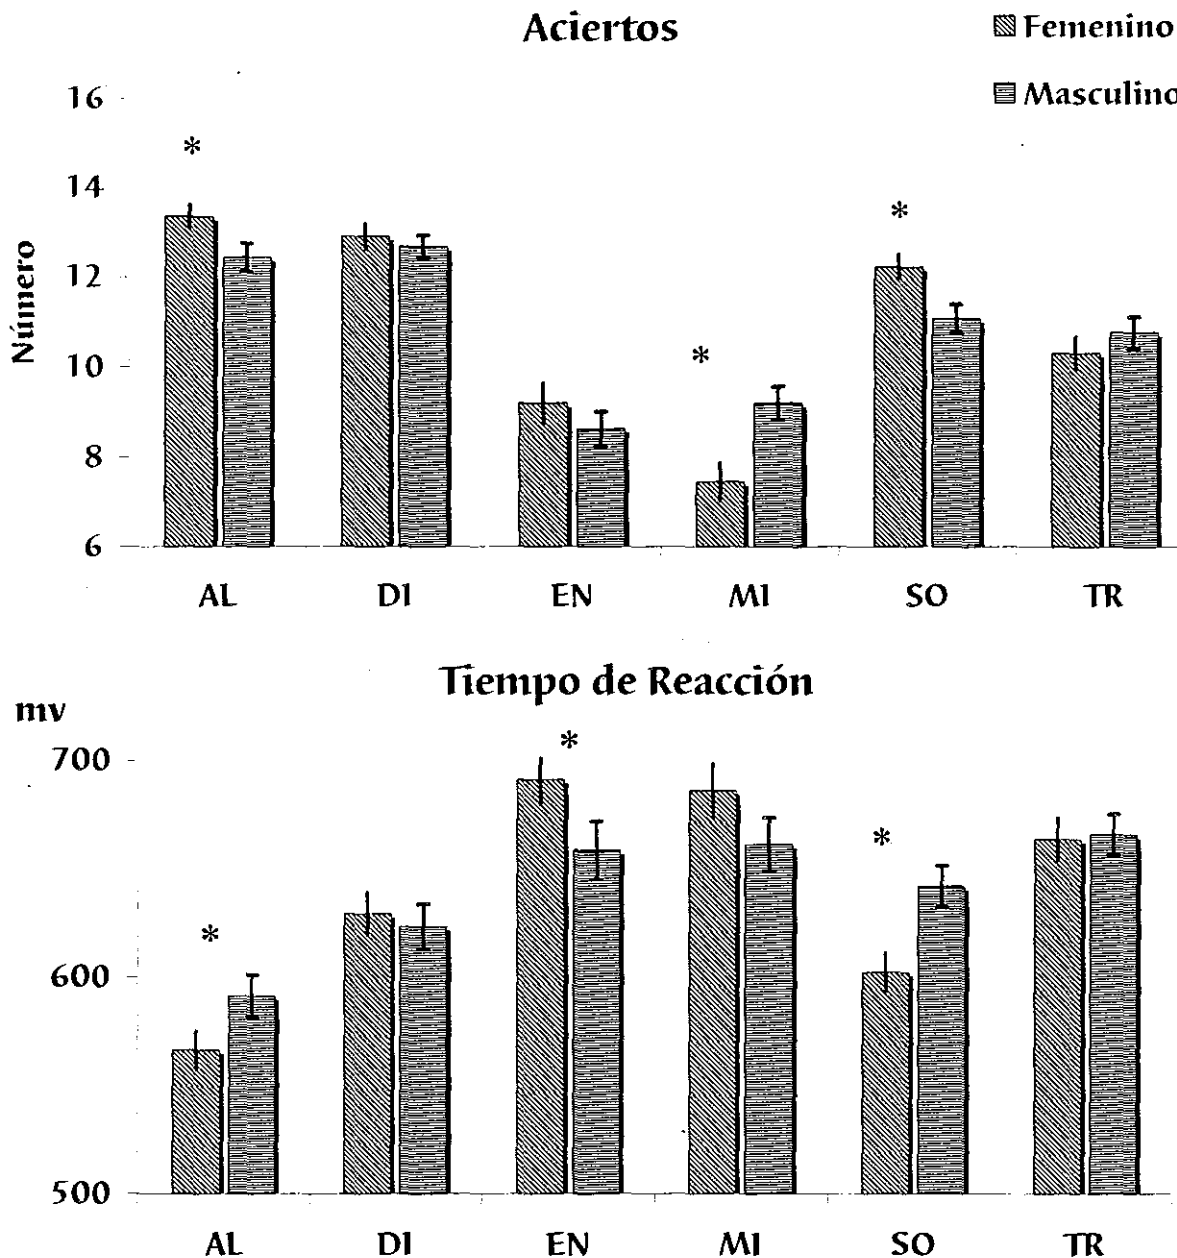 Aciertos
Femenino
Masculino
Número
16
*
14
*
12
*
10
8
6
AL DI EN MI SO TR
Tiempo de Reacción
mv
700
*
*
*
600
500
AL DI EN MI SO TR